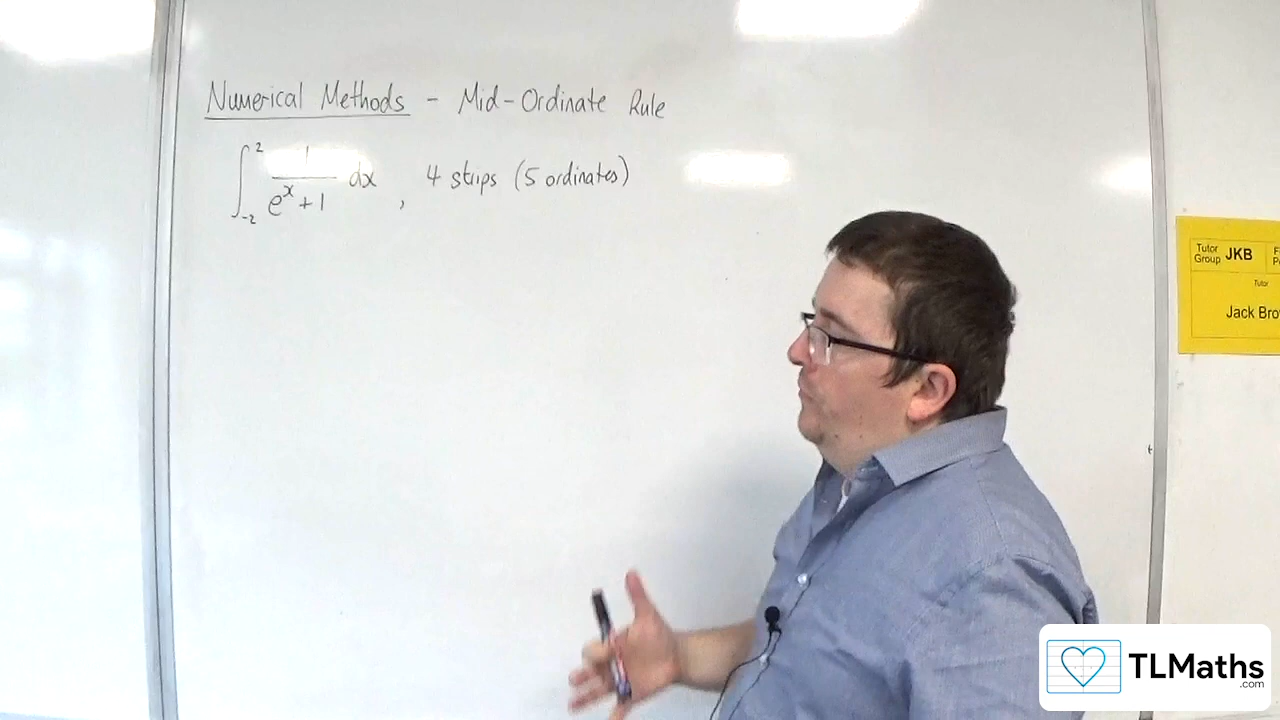 Numerical Methods - Mid-Ordinate Rule
∫₋₂² 1/(eˣ+1) dx , 4 strips (5 ordinates)
Tutor Group JKB
Tutor
Jack Bro
TLMaths
.com